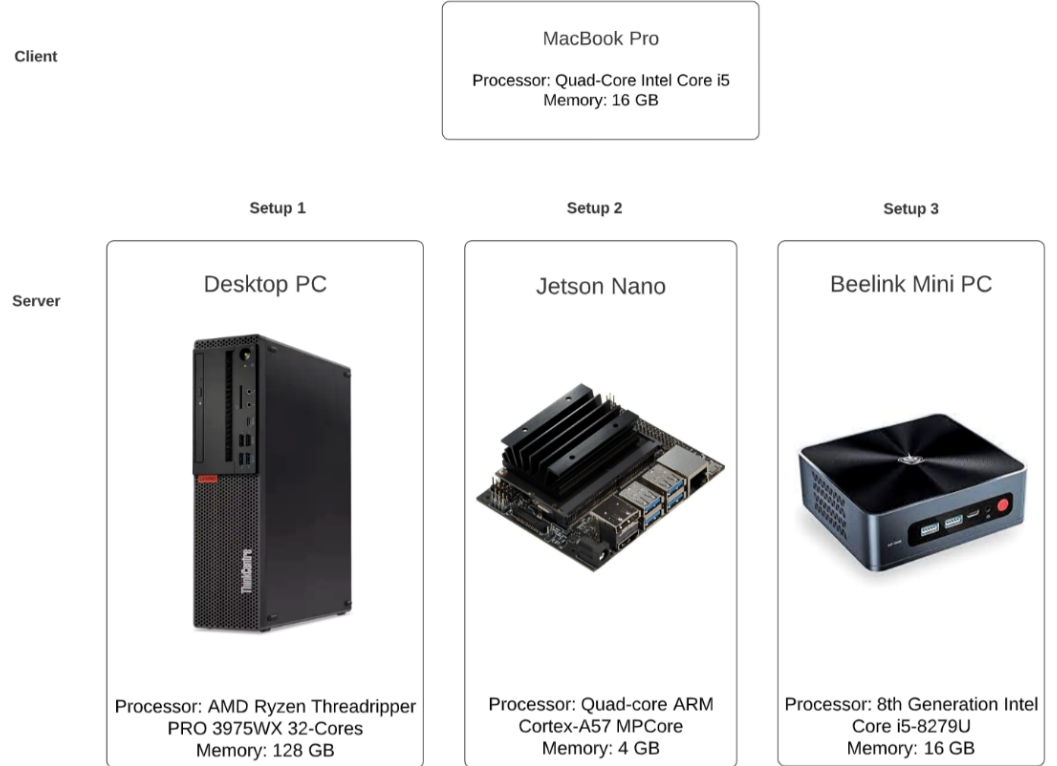 Client
MacBook Pro
Processor: Quad-Core Intel Core i5
Memory: 16 GB
Setup 1
Setup 2
Setup 3
Server
Desktop PC
Jetson Nano
Beelink Mini PC
ThinkCentre
Processor: AMD Ryzen Threadripper
PRO 3975WX 32-Cores
Memory: 128 GB
Processor: Quad-core ARM
Cortex-A57 MPCore
Memory: 4 GB
Processor: 8th Generation Intel
Core i5-8279U
Memory: 16 GB